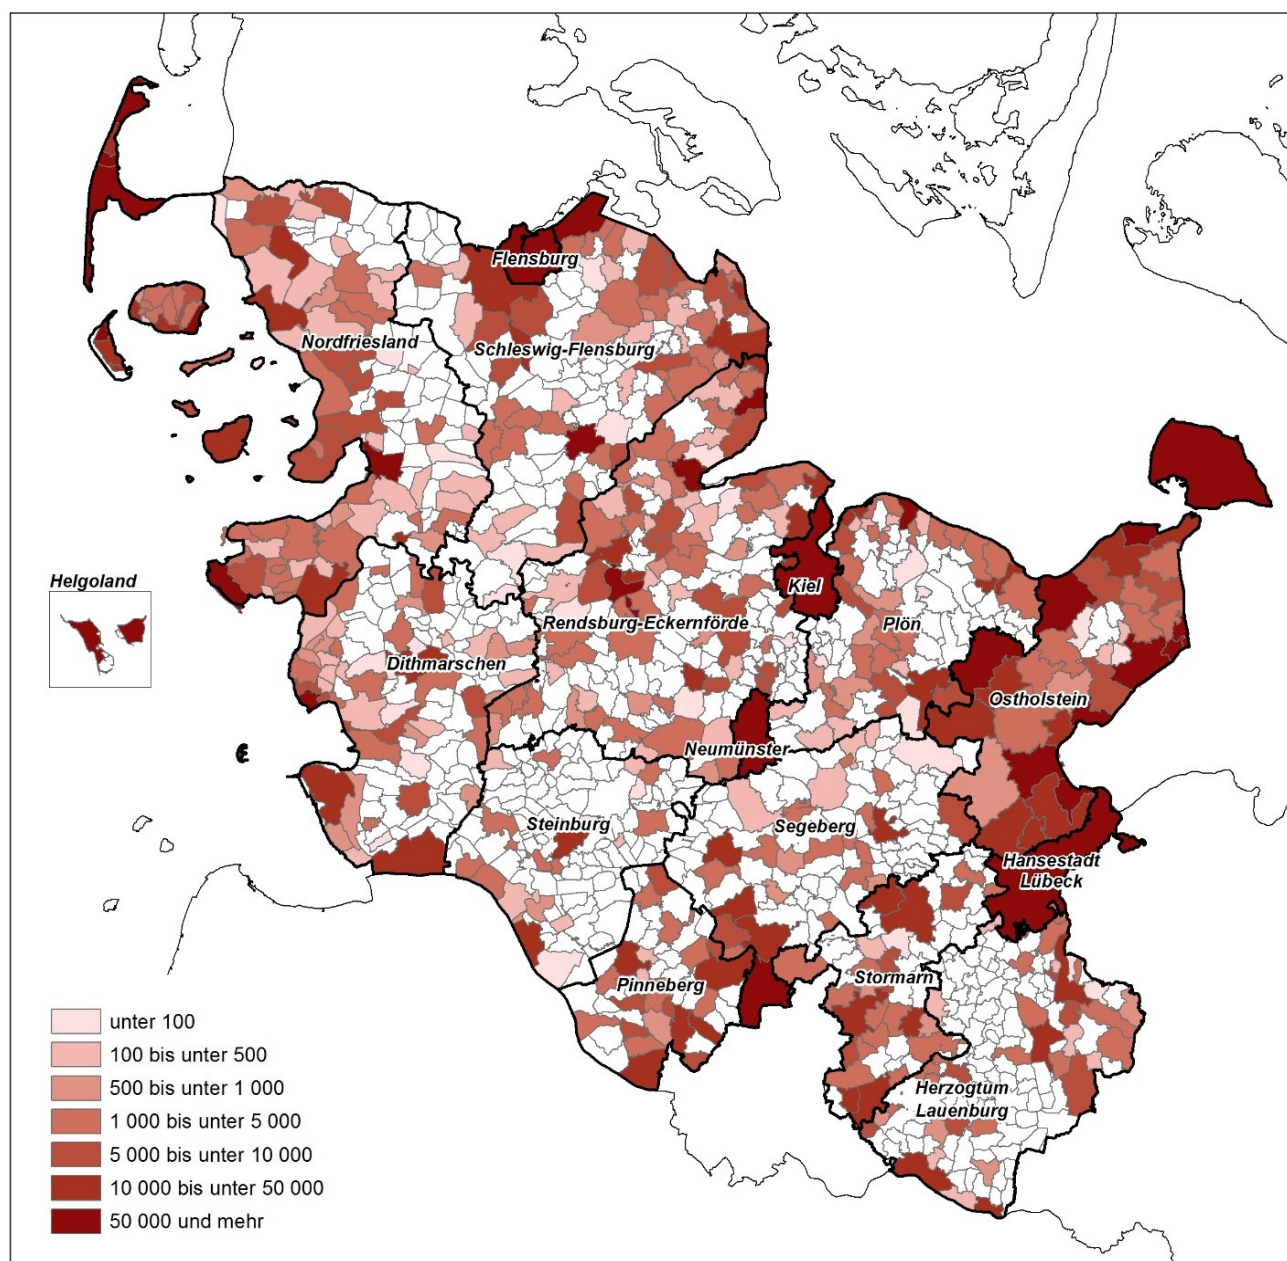 Flensburg
Nordfriesland
Schleswig-Flensburg
Helgoland
Kiel
Rendsburg-Eckernförde
Plön
Dithmarschen
Ostholstein
Neumünster
Steinburg
Segeberg
Hansestadt
Lübeck
Pinneberg
Stormarn
Herzogtum
Lauenburg
unter 100
100 bis unter 500
500 bis unter 1 000
1 000 bis unter 5 000
5 000 bis unter 10 000
10 000 bis unter 50 000
50 000 und mehr